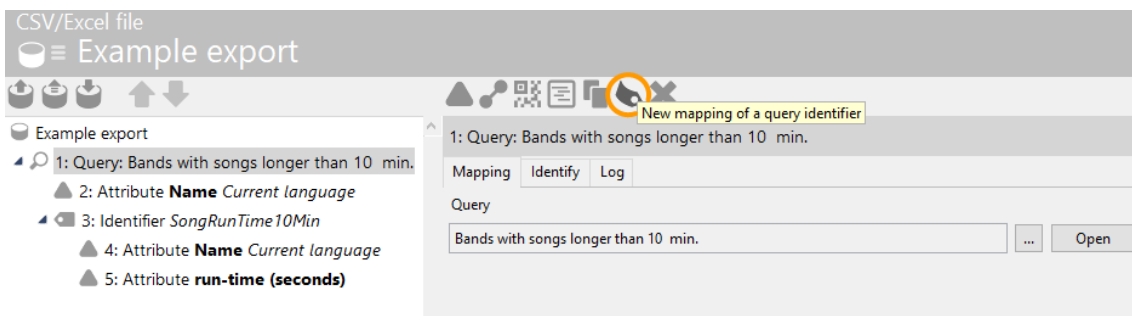 CSV/Excel file
Example export
New mapping of a query identifier
Example export
1: Query: Bands with songs longer than 10 min.
2: Attribute Name Current language
3: Identifier SongRunTime10Min
4: Attribute Name Current language
5: Attribute run-time (seconds)
1: Query: Bands with songs longer than 10 min.
Mapping Identify Log
Query
Bands with songs longer than 10 min. ... Open